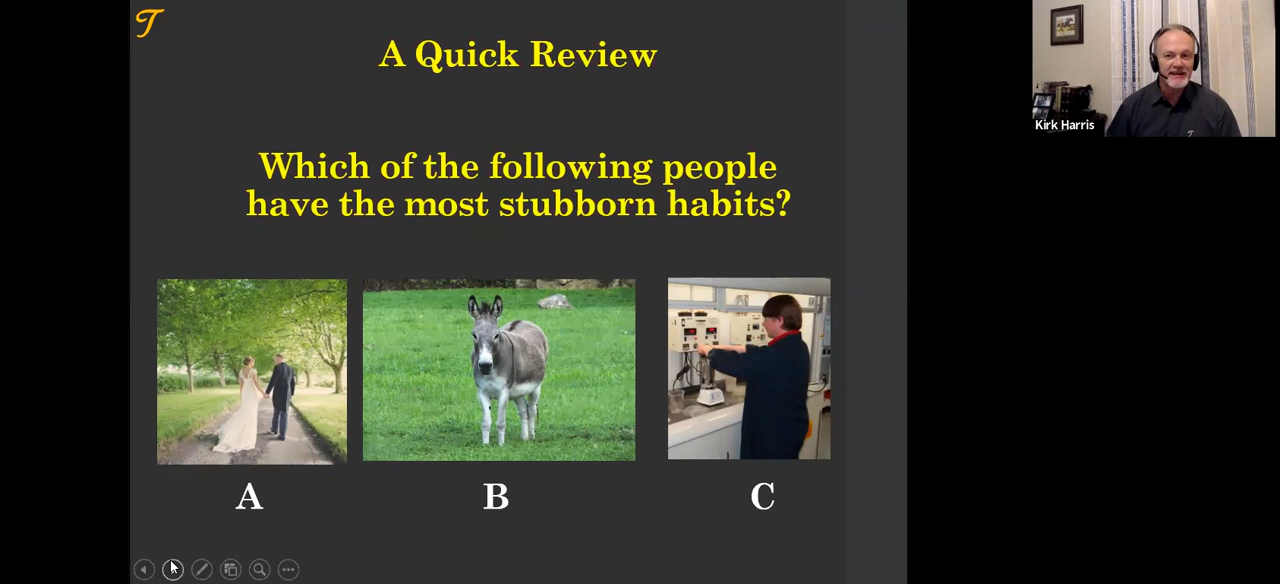 T
A Quick Review
Kirk Harris
Which of the following people
have the most stubborn habits?
A
B
C